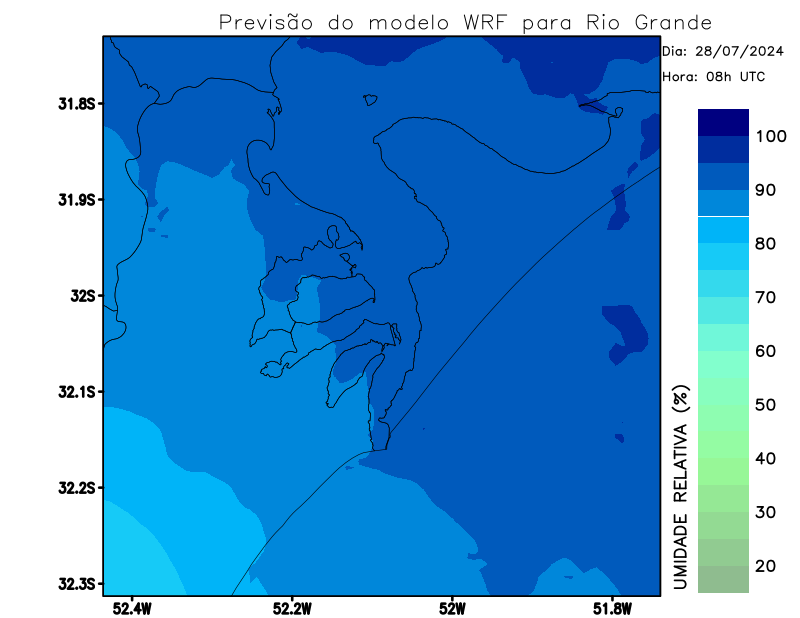 Previsão do modelo WRF para Rio Grande
Dia: 28/07/2024
Hora: 08h UTC
31.8S
31.9S
32S
32.1S
32.2S
32.3S
52.4W
52.2W
52W
51.8W
100
90
80
70
60
50
40
30
20
UMIDADE RELATIVA (%)